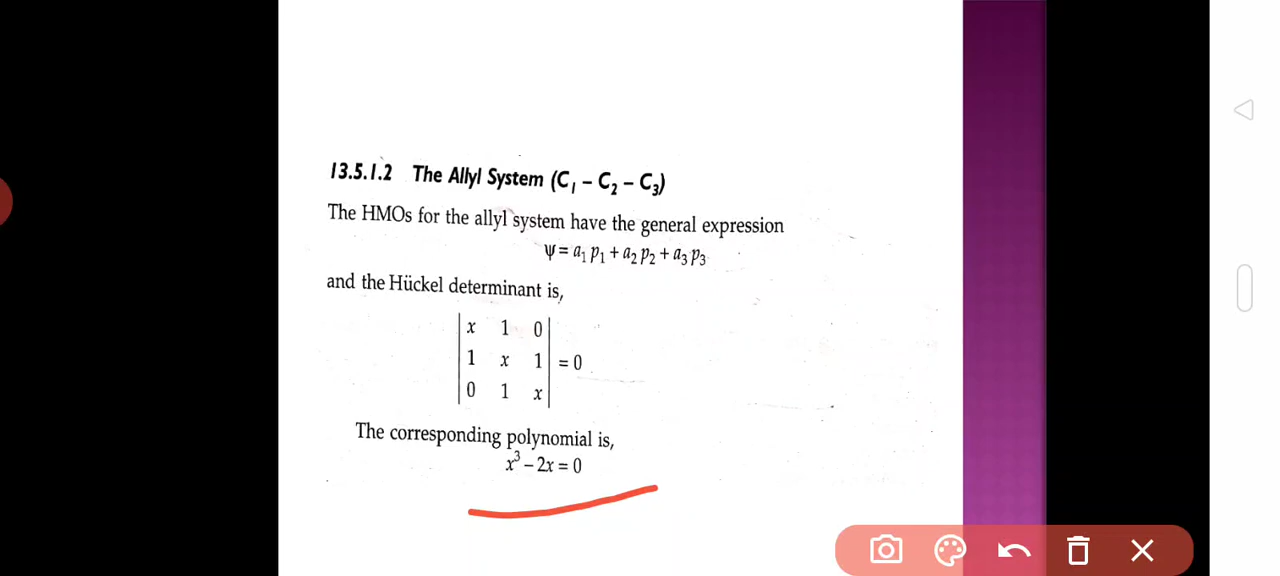 13.5.1.2 The Allyl System (C₁ – C₂ – C₃)
The HMOs for the allyl system have the general expression
ψ = a₁ p₁ + a₂ p₂ + a₃ p₃
and the Hückel determinant is,
x 1 0
1 x 1 = 0
0 1 x
The corresponding polynomial is,
x³ – 2x = 0